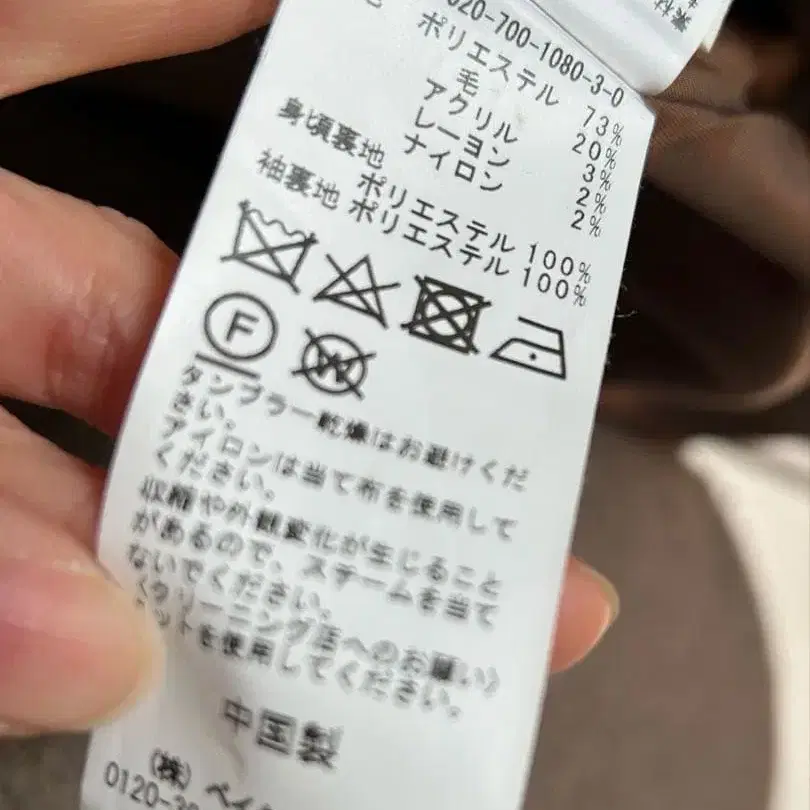 020-700-1080-3-0
ポリエステル 73%
毛 20%
アクリル 3%
レーヨン 2%
ナイロン 2%
身頃裏地 ポリエステル 100%
袖裏地 ポリエステル 100%
F W
タンブラー乾燥はお避けくだ
さい。
アイロンは当て布を使用して
ください。
収縮や外観変化が生じること
があるので、スチームを当て
ないでください。
(クリーニング店へのお願い)
ネットを使用してください。
中国製
(株) ベイ
0120-3